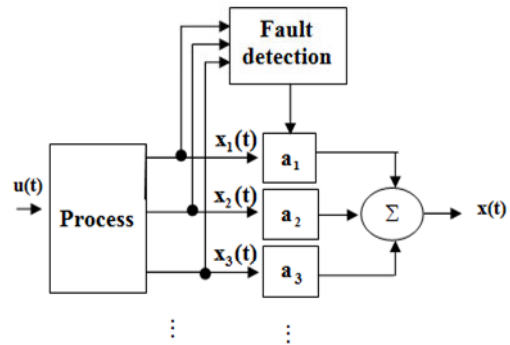 Fault
detection
x₁(t)
a₁
u(t)
Process
x₂(t)
a₂
Σ
x(t)
x₃(t)
a₃
⋮
⋮